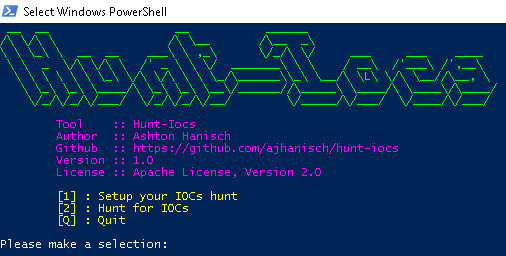 Select Windows PowerShell
Hunt-Iocs
Tool :: Hunt-Iocs
Author :: Ashton Hanisch
Github :: https://github.com/ajhanisch/hunt-iocs
Version :: 1.0
License :: Apache License, Version 2.0
[1] : Setup your IOCs hunt
[2] : Hunt for IOCs
[Q] : Quit
Please make a selection: